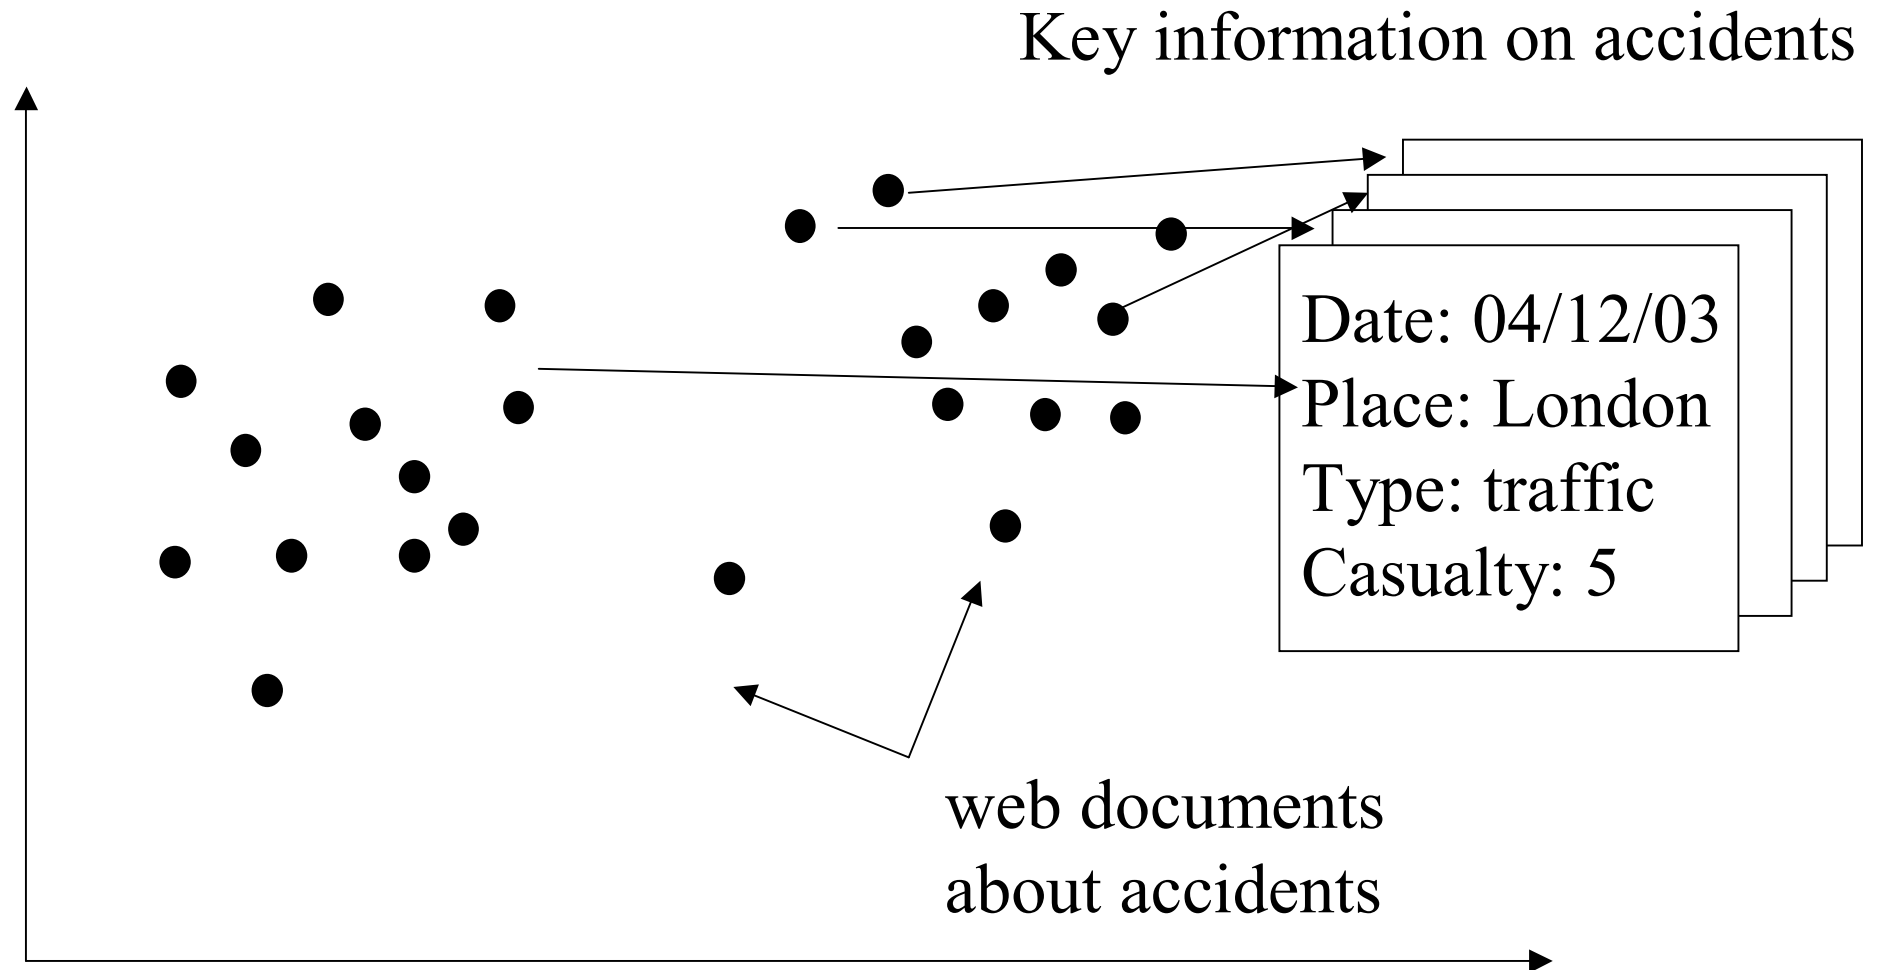 Key information on accidents
Date: 04/12/03
Place: London
Type: traffic
Casualty: 5
web documents
about accidents